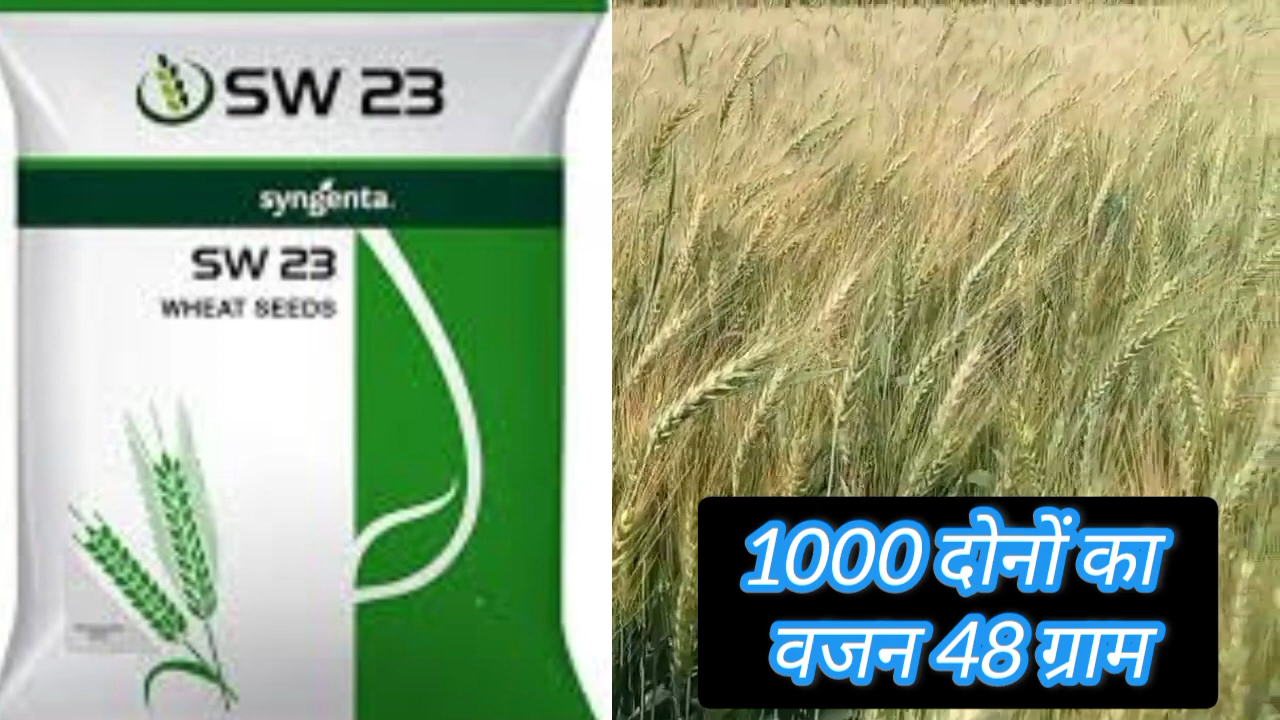 SW 23
syngenta.
SW 23
WHEAT SEEDS
1000 दोनों का
वजन 48 ग्राम